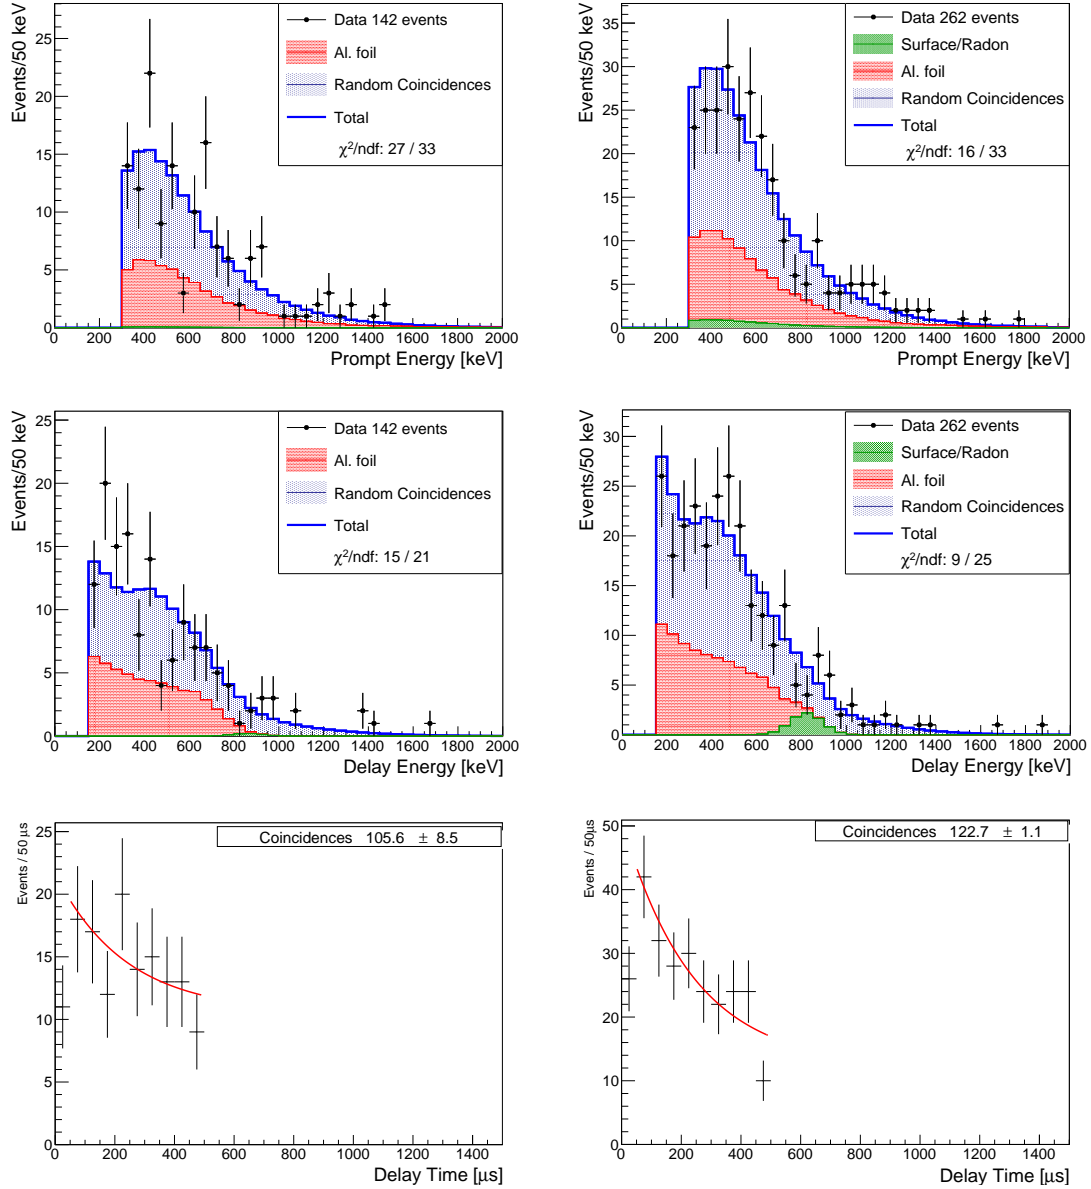 Events/50 keV
25
20
15
10
5
0
Data 142 events
Al. foil
Random Coincidences
Total
χ²/ndf: 27 / 33
0 200 400 600 800 1000 1200 1400 1600 1800 2000
Prompt Energy [keV]
Events/50 keV
35
30
25
20
15
10
5
0
Data 262 events
Surface/Radon
Al. foil
Random Coincidences
Total
χ²/ndf: 16 / 33
0 200 400 600 800 1000 1200 1400 1600 1800 2000
Prompt Energy [keV]
Events/50 keV
25
20
15
10
5
0
Data 142 events
Al. foil
Random Coincidences
Total
χ²/ndf: 15 / 21
0 200 400 600 800 1000 1200 1400 1600 1800 2000
Delay Energy [keV]
Events/50 keV
30
25
20
15
10
5
0
Data 262 events
Surface/Radon
Al. foil
Random Coincidences
Total
χ²/ndf: 9 / 25
0 200 400 600 800 1000 1200 1400 1600 1800 2000
Delay Energy [keV]
Events / 50 μs
25
20
15
10
5
0
Coincidences 105.6 ± 8.5
0 200 400 600 800 1000 1200 1400
Delay Time [μs]
Events / 50μs
50
40
30
20
10
0
Coincidences 122.7 ± 1.1
0 200 400 600 800 1000 1200 1400
Delay Time [μs]